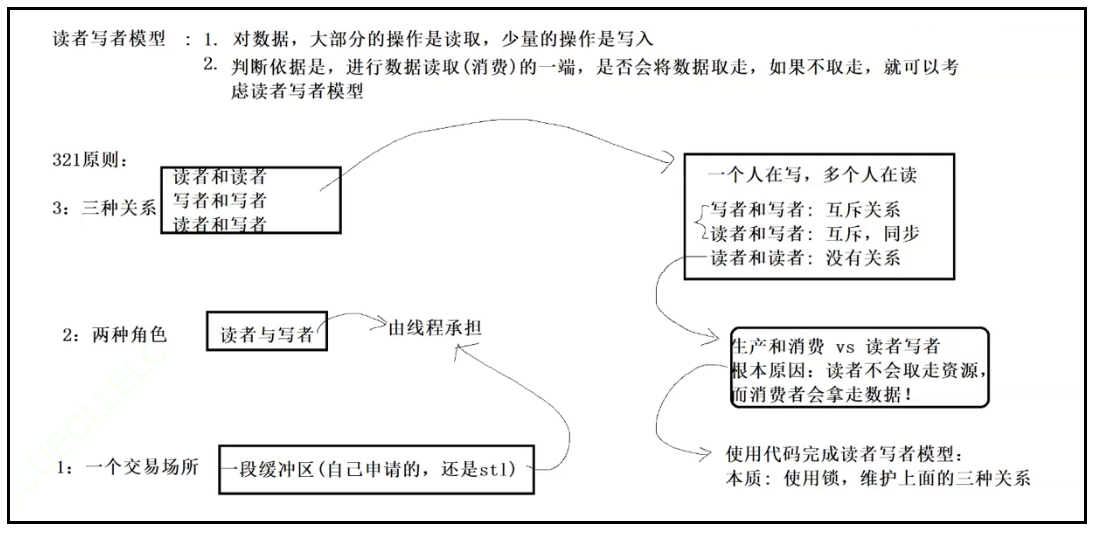 读者写者模型 : 1. 对数据，大部分的操作是读取，少量的操作是写入
2. 判断依据是，进行数据读取(消费)的一端，是否会将数据取走，如果不取走，就可以考
虑读者写者模型
321原则：
3：三种关系
读者和读者
写者和写者
读者和写者
一个人在写，多个人在读
写者和写者：互斥关系
读者和写者：互斥，同步
读者和读者：没有关系
2：两种角色
读者与写者
由线程承担
生产和消费 vs 读者写者
根本原因：读者不会取走资源，
而消费者会拿走数据！
1：一个交易场所
一段缓冲区(自己申请的，还是stl)
使用代码完成读者写者模型：
本质：使用锁，维护上面的三种关系